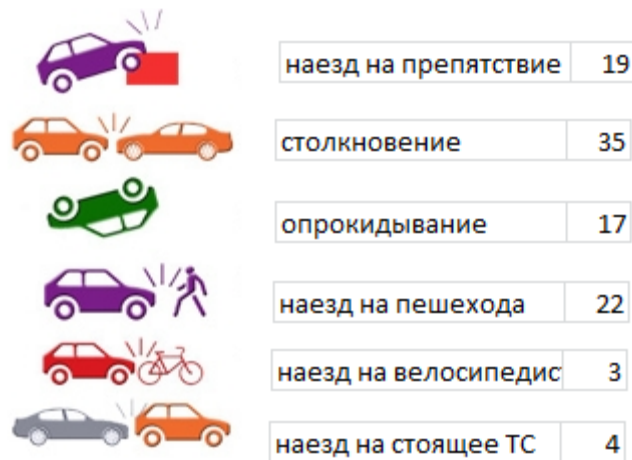 наезд на препятствие 19
столкновение 35
опрокидывание 17
наезд на пешехода 22
наезд на велосипедис 3
наезд на стоящее ТС 4